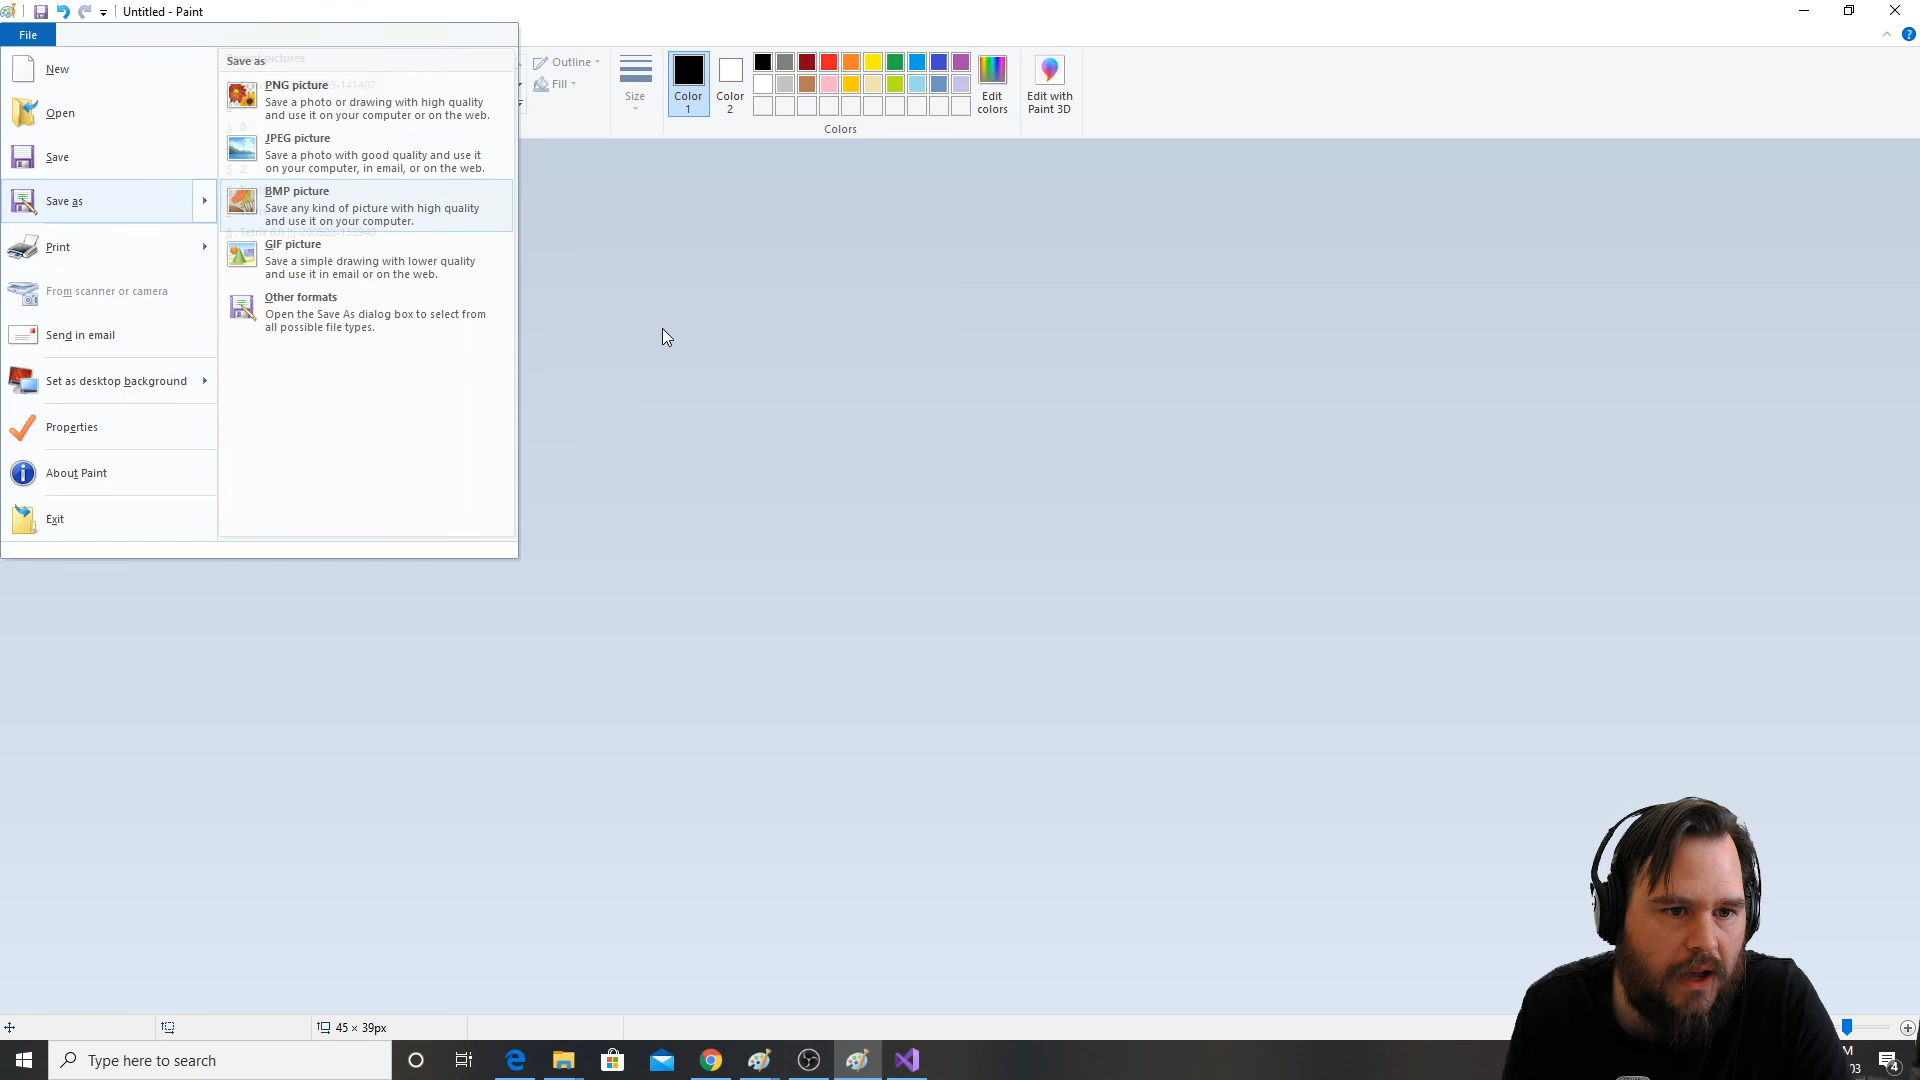 Untitled - Paint
File
New
Open
Save
Save as
Print
From scanner or camera
Send in email
Set as desktop background
Properties
About Paint
Exit
Save as
PNG picture
Save a photo or drawing with high quality
and use it on your computer or on the web.
JPEG picture
Save a photo with good quality and use it
on your computer, in email, or on the web.
BMP picture
Save any kind of picture with high quality
and use it on your computer.
GIF picture
Save a simple drawing with lower quality
and use it in email or on the web.
Other formats
Open the Save As dialog box to select from
all possible file types.
Outline
Fill
Size
Color
1
Color
2
Edit
colors
Edit with
Paint 3D
Colors
45 × 39px
Type here to search
M
03
4